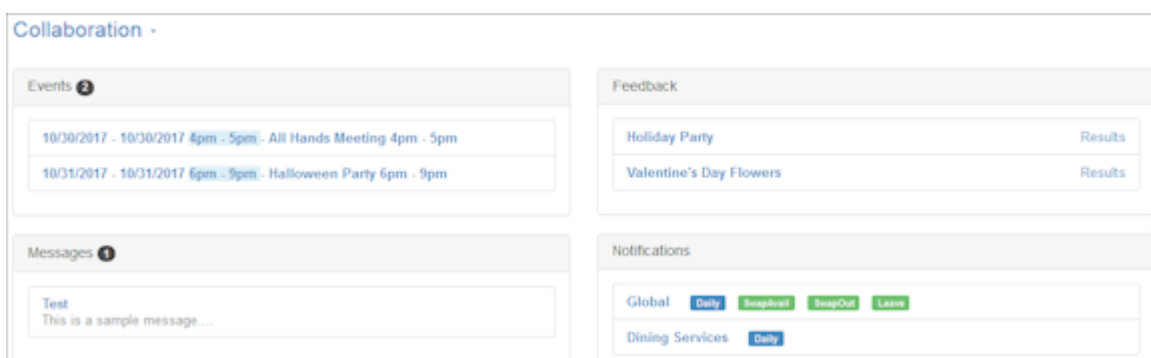 Collaboration
Events 2
10/30/2017 - 10/30/2017 4pm - 5pm - All Hands Meeting 4pm - 5pm
10/31/2017 - 10/31/2017 6pm - 9pm - Halloween Party 6pm - 9pm
Feedback
Holiday Party Results
Valentine's Day Flowers Results
Messages 1
Test
This is a sample message....
Notifications
Global Daily SwapAvail SwapOut Leave
Dining Services Daily